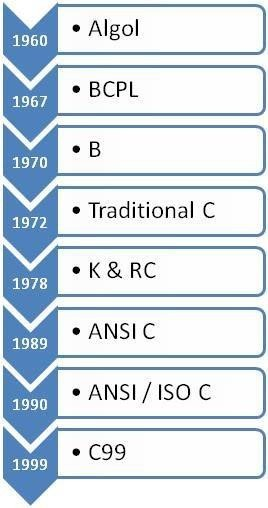 1960 • Algol
1967 • BCPL
1970 • B
1972 • Traditional C
1978 • K & RC
1989 • ANSI C
1990 • ANSI / ISO C
1999 • C99